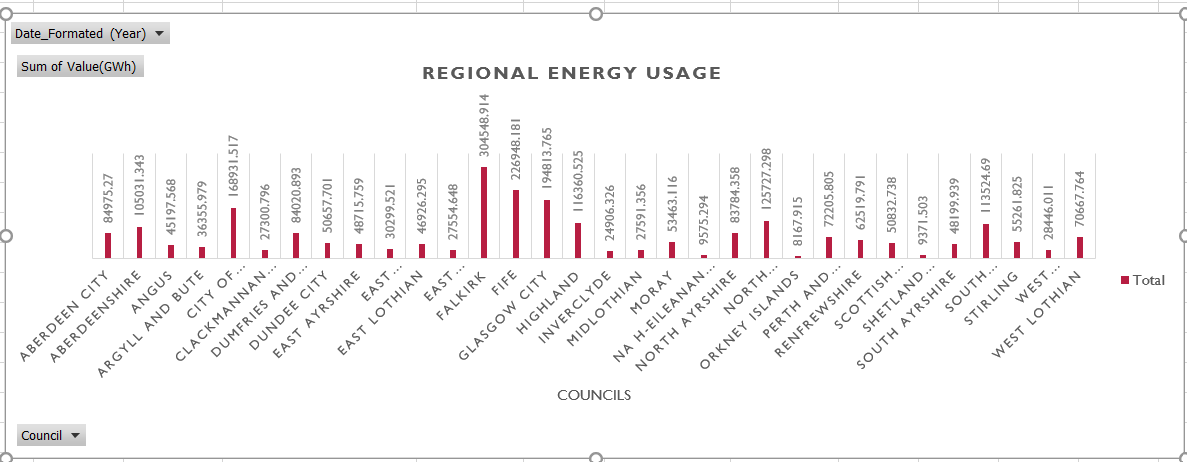 Date_Formated (Year)
Sum of Value(GWh)
REGIONAL ENERGY USAGE
84975.27
105031.343
45197.568
36355.979
168931.517
27300.796
84020.893
50657.701
48715.759
30299.521
46926.295
27554.648
304548.914
226948.181
194813.765
116360.525
24906.326
27591.356
53463.116
9575.294
83784.358
125727.298
8167.915
72205.805
62519.791
50832.738
9371.503
48199.939
113524.69
55261.825
28446.011
70667.764
ABERDEEN CITY
ABERDEENSHIRE
ANGUS
ARGYLL AND BUTE
CITY OF …
CLACKMANNAN…
DUMFRIES AND…
DUNDEE CITY
EAST AYRSHIRE
EAST…
EAST LOTHIAN
EAST…
FALKIRK
FIFE
GLASGOW CITY
HIGHLAND
INVERCLYDE
MIDLOTHIAN
MORAY
NA H-EILEANAN…
NORTH AYRSHIRE
NORTH…
ORKNEY ISLANDS
PERTH AND…
RENFREWSHIRE
SCOTTISH…
SHETLAND…
SOUTH AYRSHIRE
SOUTH…
STIRLING
WEST…
WEST LOTHIAN
Total
COUNCILS
Council